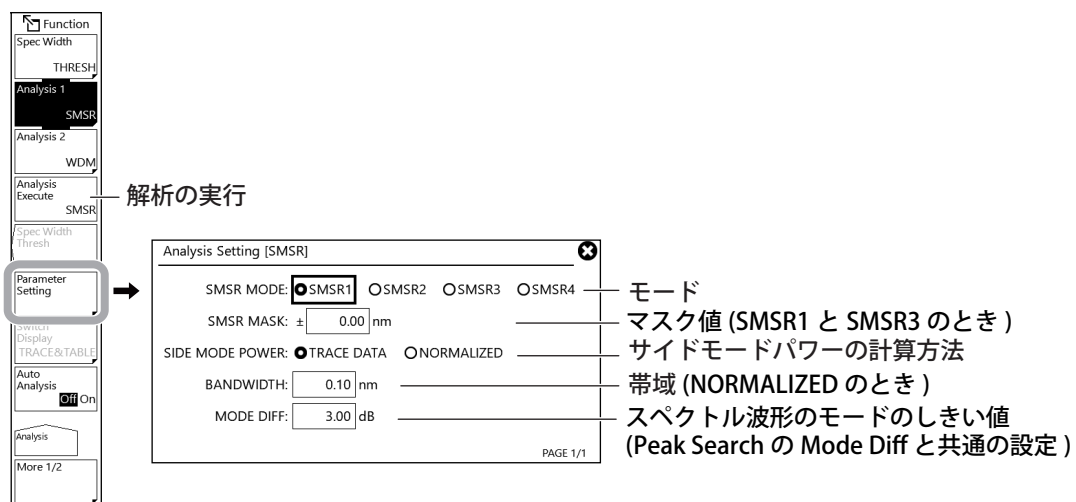 Function
Spec Width
THRESH
Analysis 1
SMSR
Analysis 2
WDM
Analysis
Execute
SMSR
解析の実行
Spec Width
Thresh
Parameter
Setting
Switch
Display
TRACE&TABLE
Auto
Analysis
Off On
Analysis
More 1/2
Analysis Setting [SMSR]
SMSR MODE: SMSR1 SMSR2 SMSR3 SMSR4
モード
SMSR MASK: ± 0.00 nm
マスク値 (SMSR1 と SMSR3 のとき )
SIDE MODE POWER: TRACE DATA NORMALIZED
サイドモードパワーの計算方法
BANDWIDTH: 0.10 nm
帯域 (NORMALIZED のとき )
MODE DIFF: 3.00 dB
スペクトル波形のモードのしきい値
(Peak Search の Mode Diff と共通の設定 )
PAGE 1/1